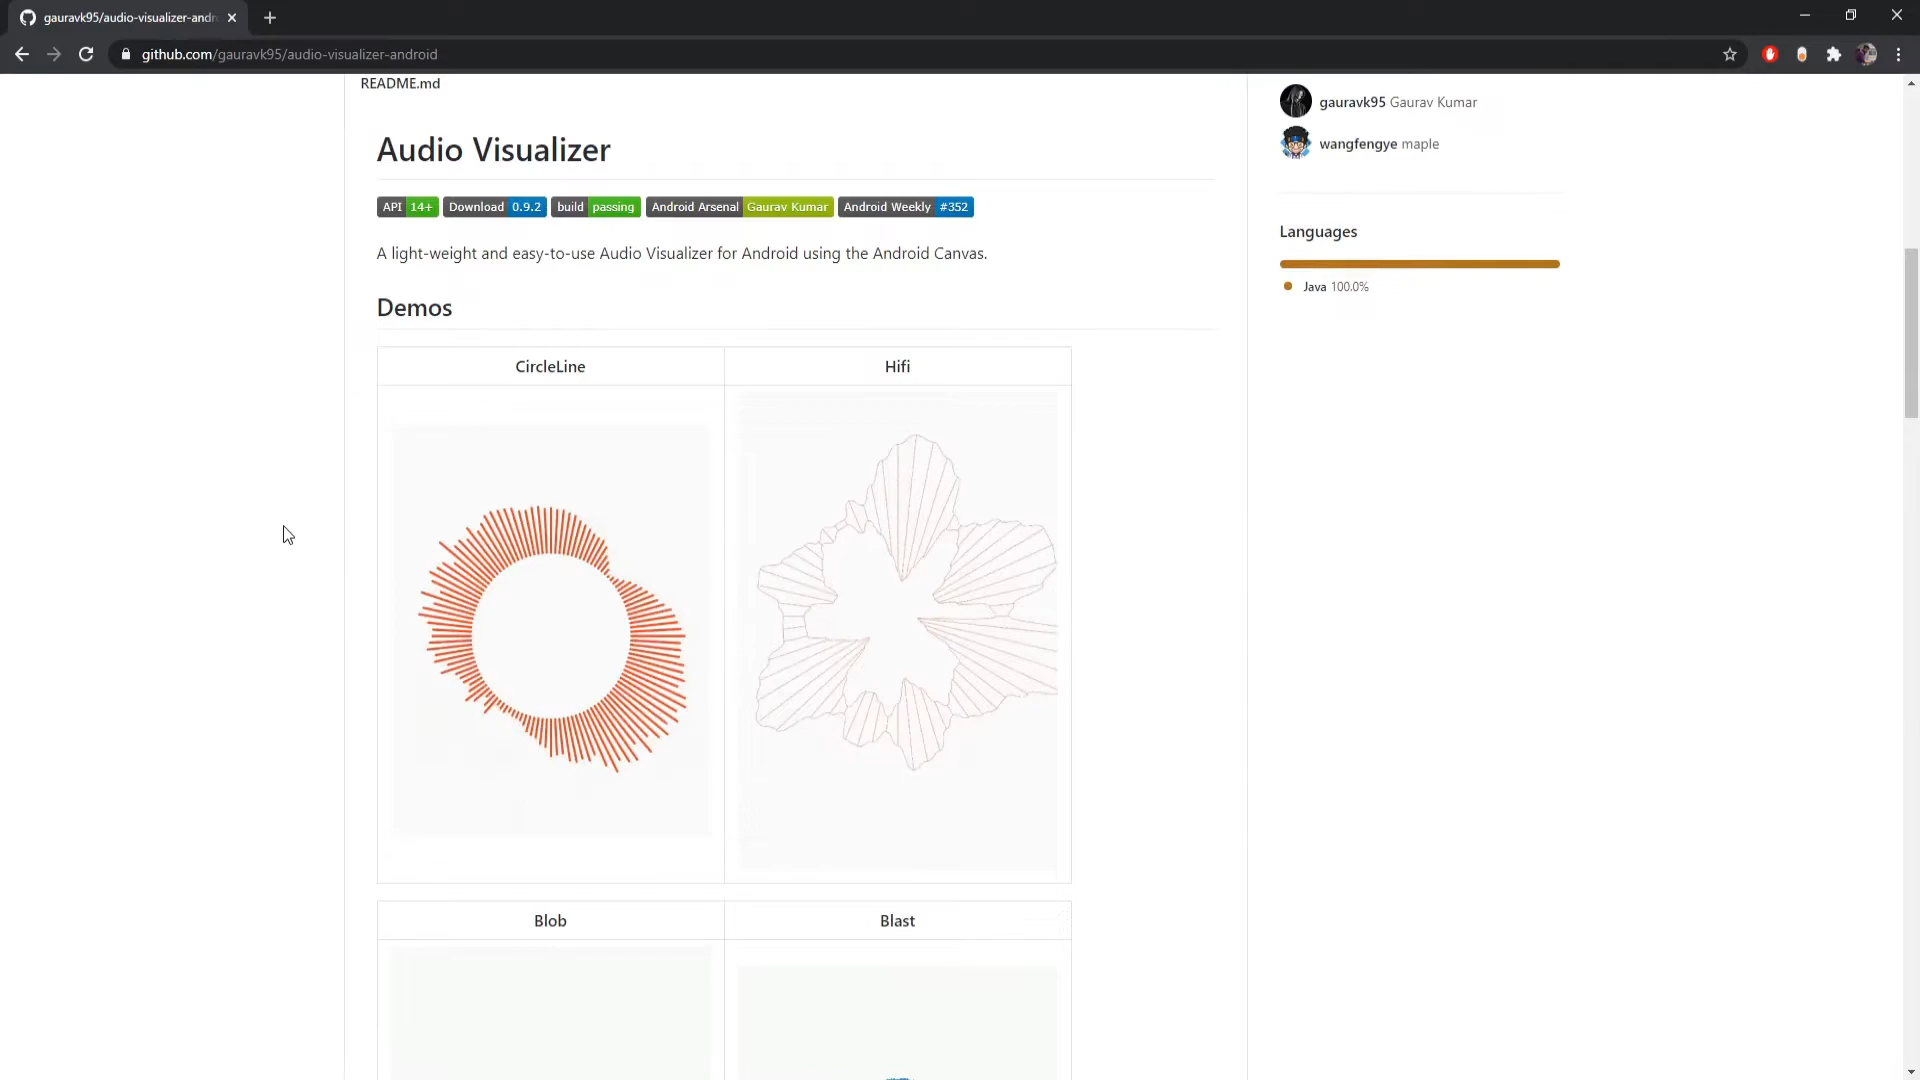 gauravk95/audio-visualizer-andr
github.com/gauravk95/audio-visualizer-android
README.md
gauravk95 Gaurav Kumar
wangfengye maple
Audio Visualizer
API 14+ Download 0.9.2 build passing Android Arsenal Gaurav Kumar Android Weekly #352
Languages
A light-weight and easy-to-use Audio Visualizer for Android using the Android Canvas.
Java 100.0%
Demos
CircleLine Hifi
Blob Blast